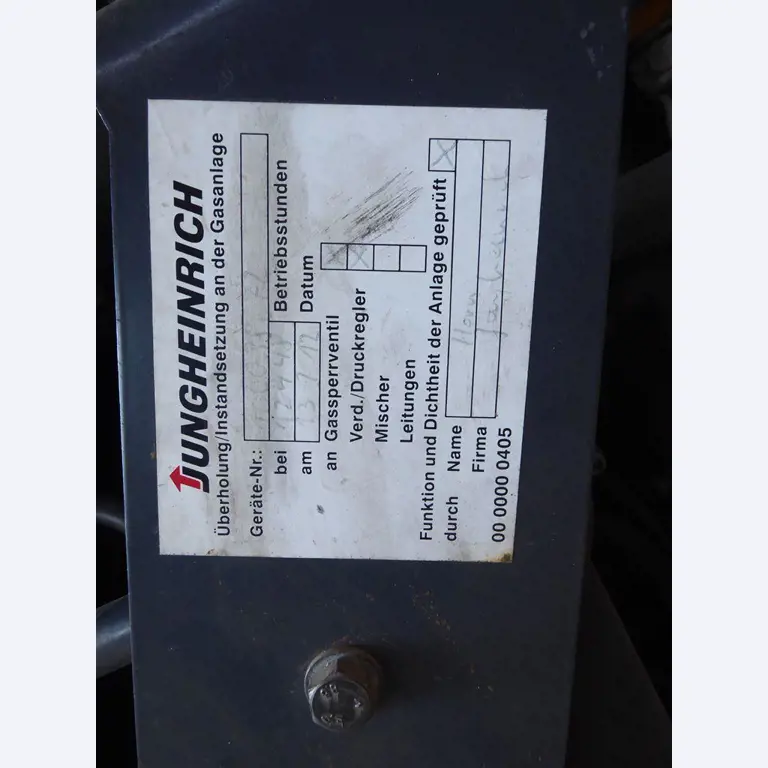 JUNGHEINRICH
Überholung/Instandsetzung an der Gasanlage
Geräte-Nr.:
bei Betriebsstunden
am Datum
an Gassperrventil X
Verd./Druckregler X
Mischer
Leitungen
Funktion und Dichtheit der Anlage geprüft X
durch Name
Firma
00 0000 0405